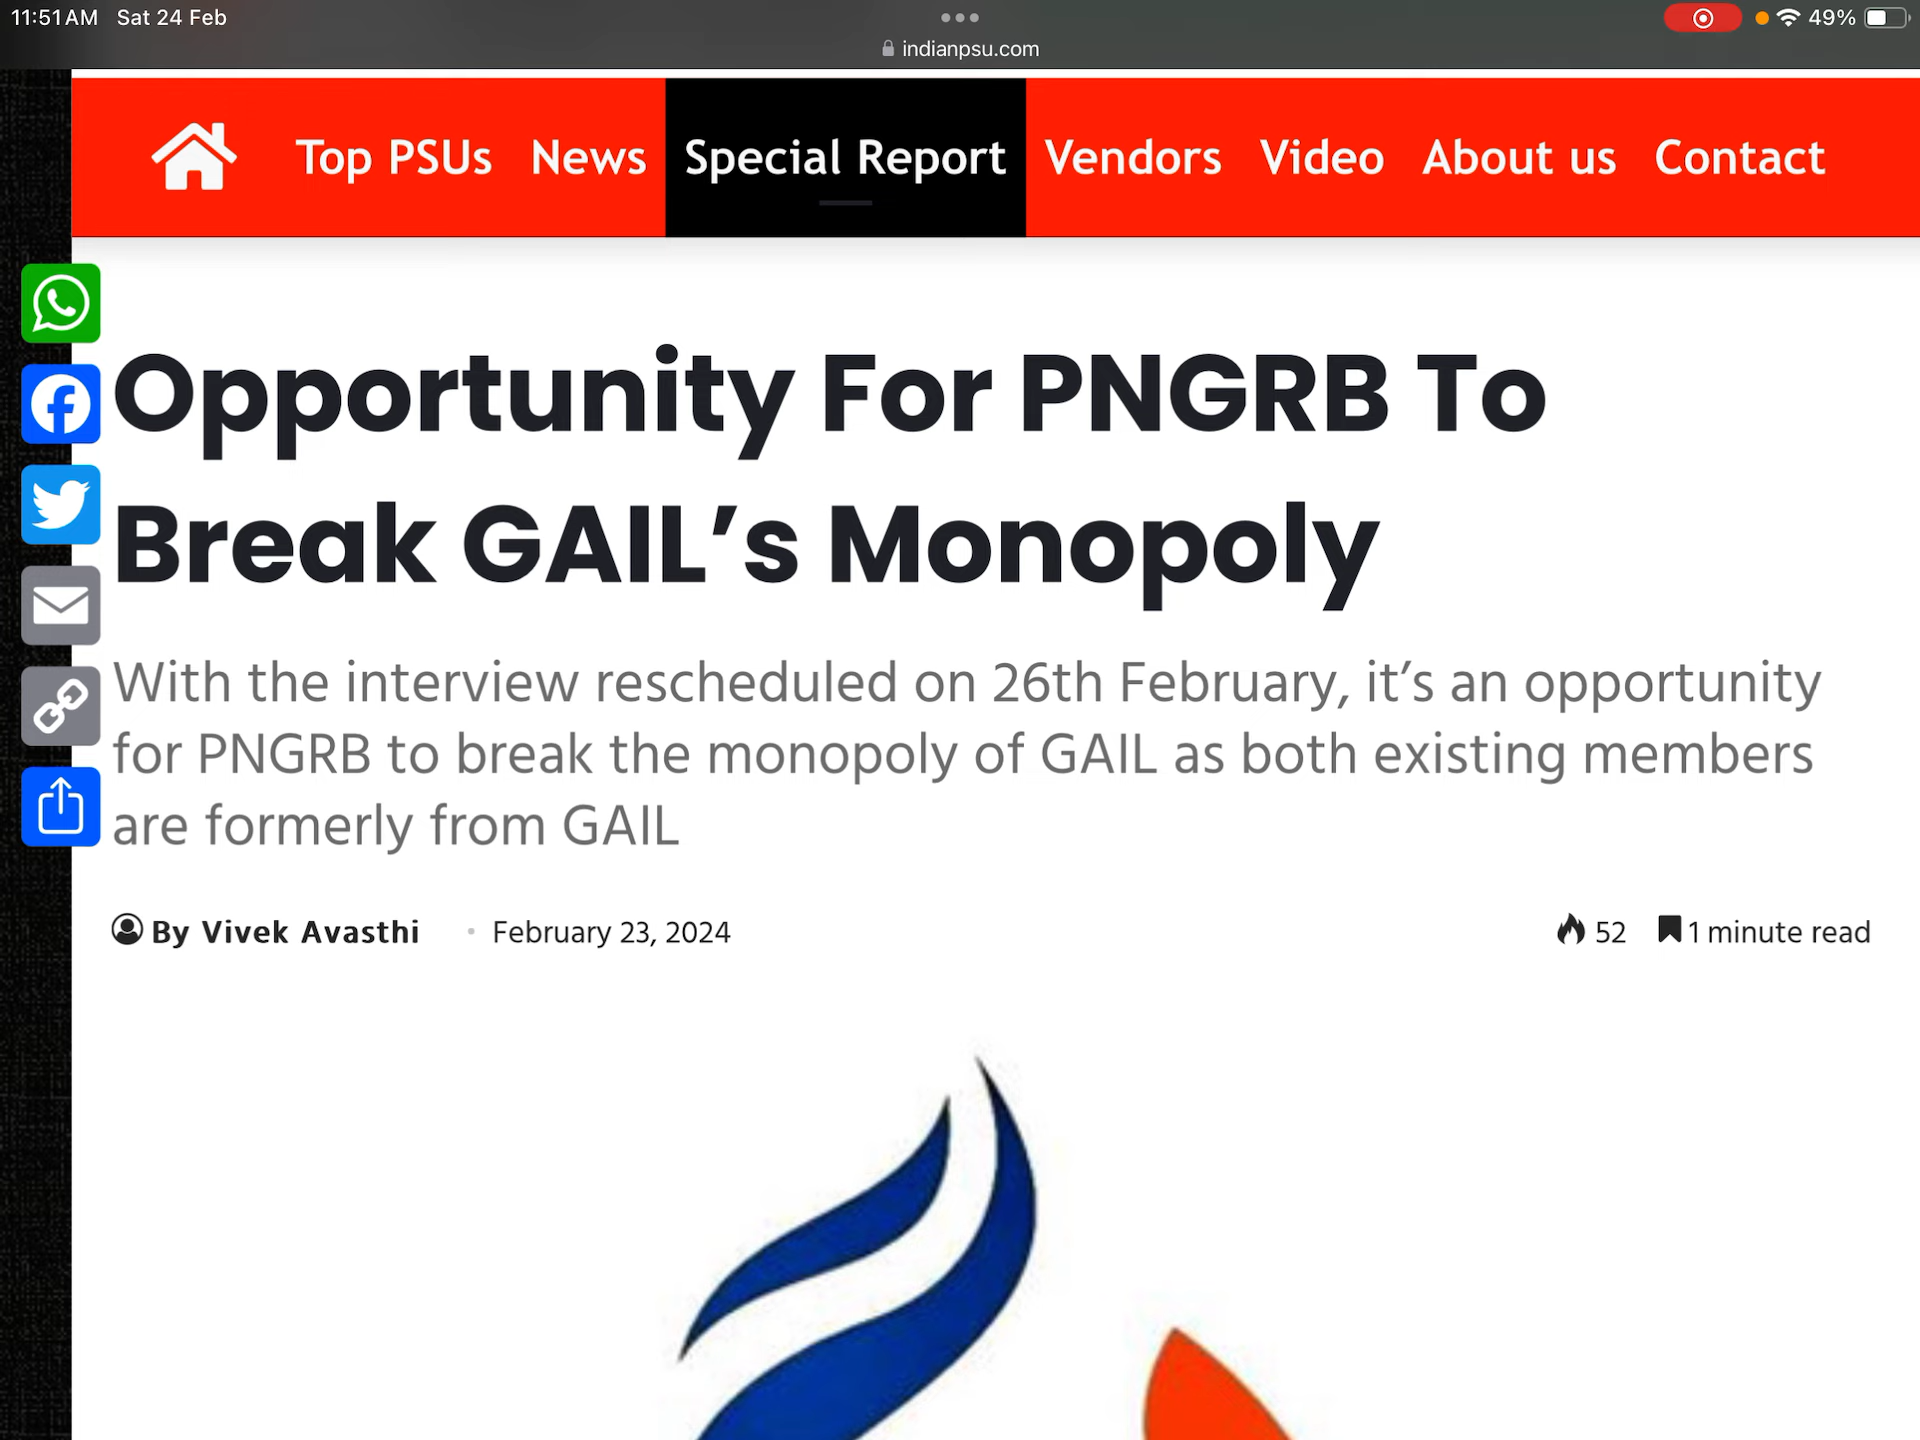 11:51 AM Sat 24 Feb
49%
indianpsu.com
Top PSUs News Special Report Vendors Video About us Contact
Opportunity For PNGRB To
Break GAIL’s Monopoly
With the interview rescheduled on 26th February, it’s an opportunity
for PNGRB to break the monopoly of GAIL as both existing members
are formerly from GAIL
By Vivek Avasthi • February 23, 2024 52 1 minute read